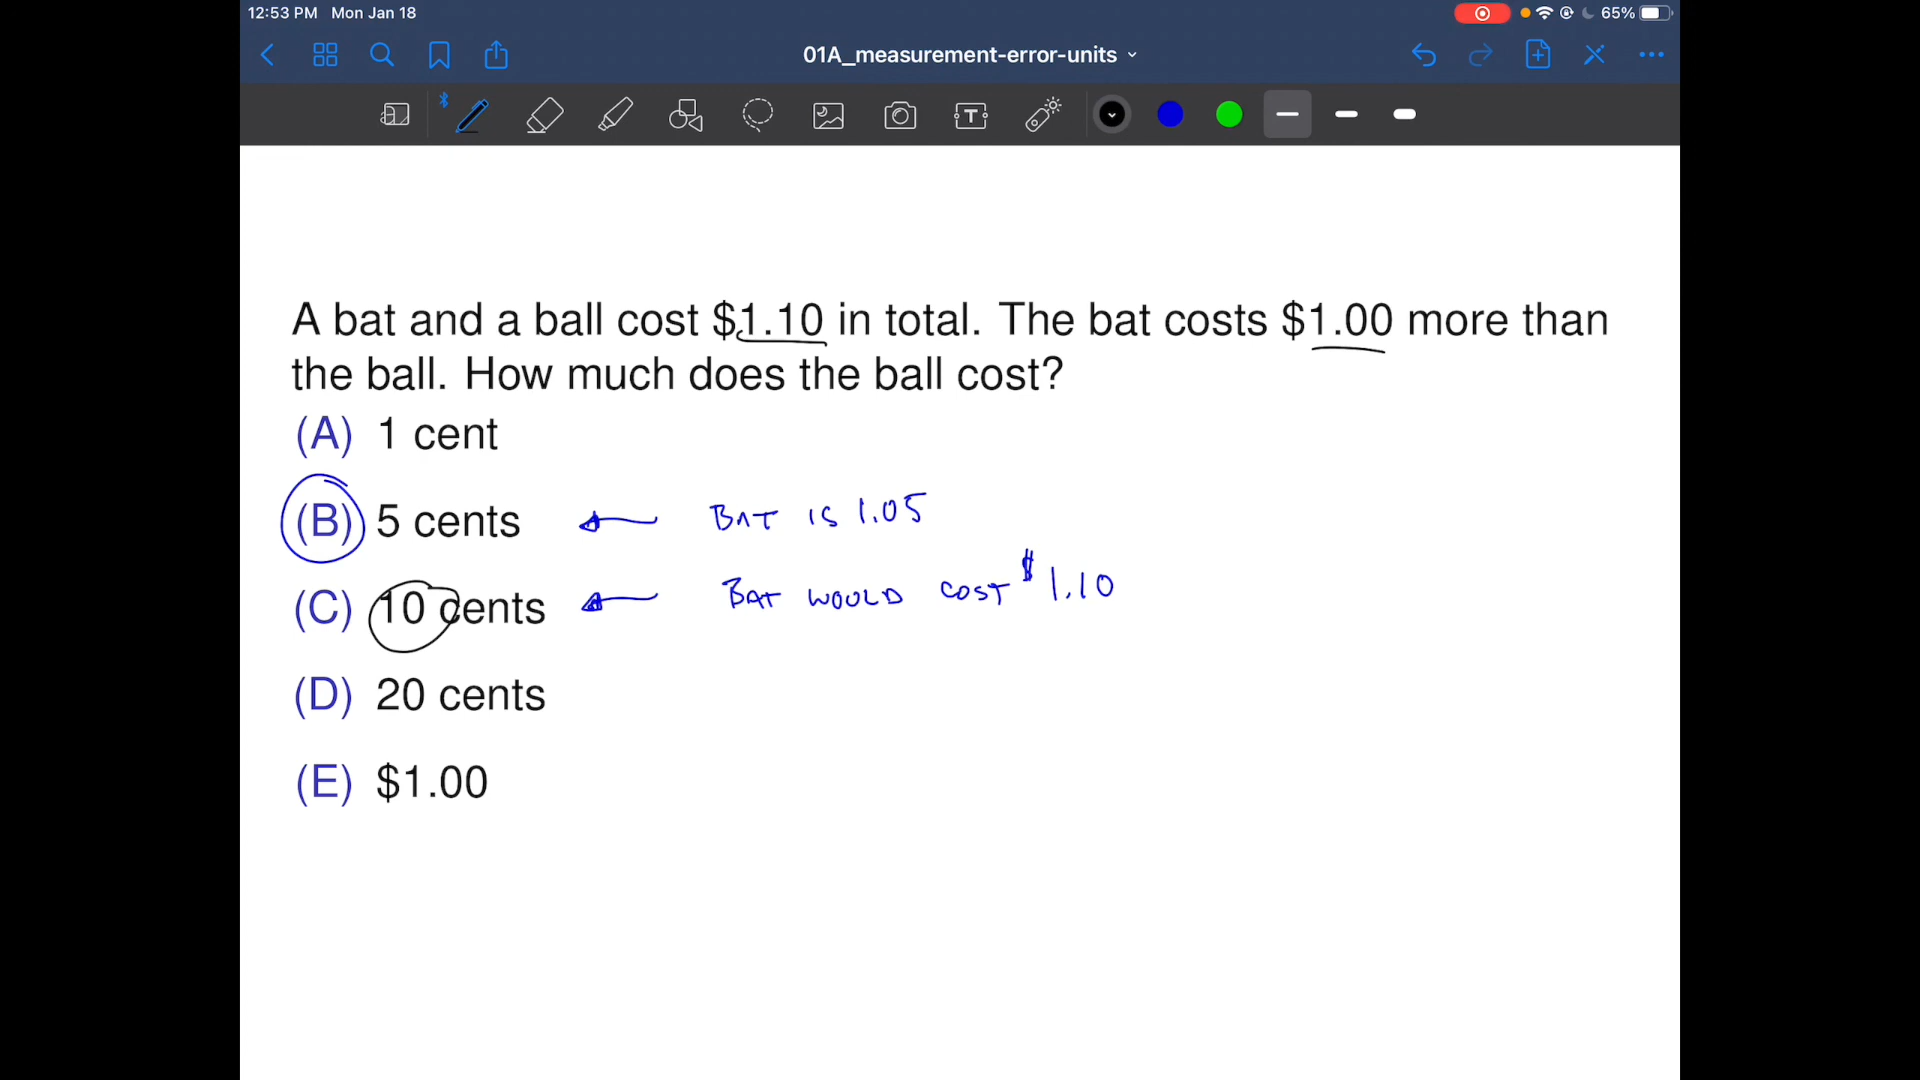 12:53 PM Mon Jan 18
65%
01A_measurement-error-units
T
A bat and a ball cost $1.10 in total. The bat costs $1.00 more than
the ball. How much does the ball cost?
(A) 1 cent
(B) 5 cents BAT IS 1.05
(C) 10 cents BAT WOULD COST $1.10
(D) 20 cents
(E) $1.00